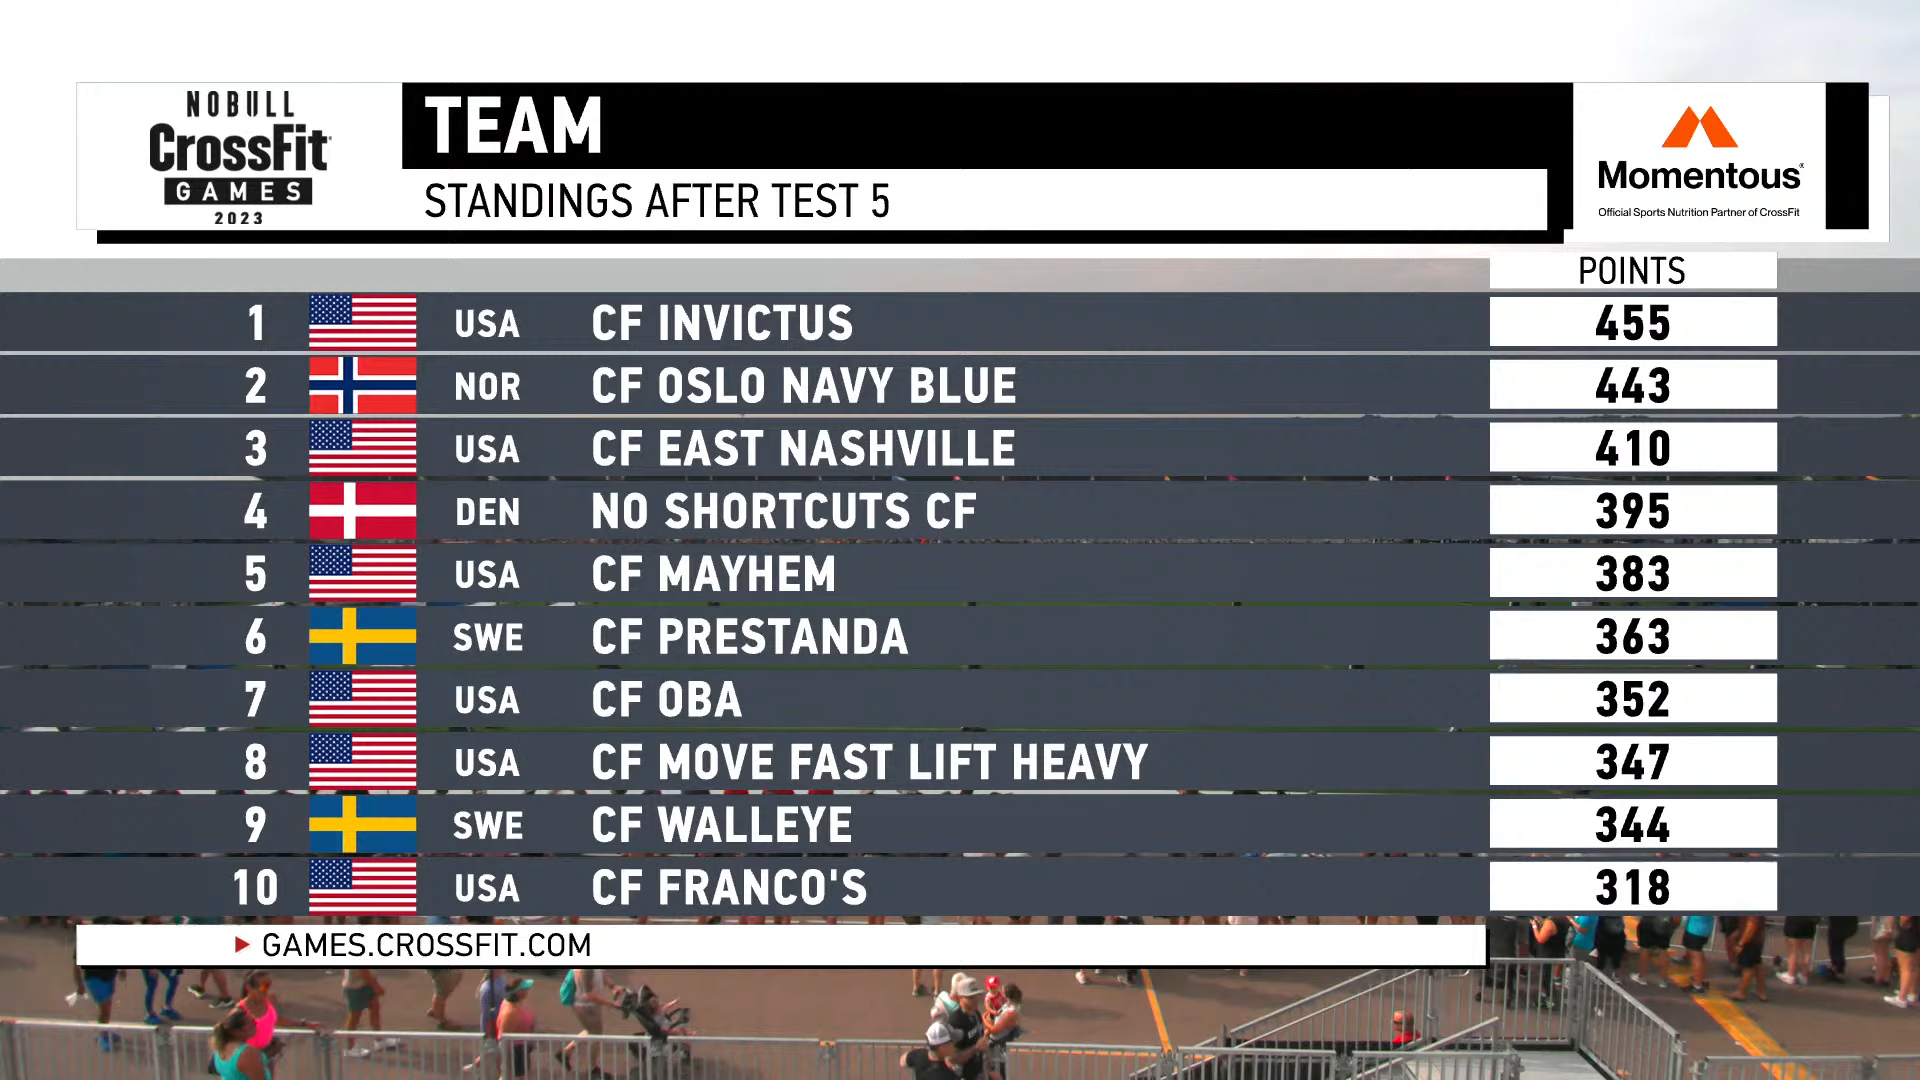 NOBULL
CrossFit
GAMES
2023
TEAM
STANDINGS AFTER TEST 5
Momentous®
Official Sports Nutrition Partner of CrossFit
POINTS
1 USA CF INVICTUS 455
2 NOR CF OSLO NAVY BLUE 443
3 USA CF EAST NASHVILLE 410
4 DEN NO SHORTCUTS CF 395
5 USA CF MAYHEM 383
6 SWE CF PRESTANDA 363
7 USA CF OBA 352
8 USA CF MOVE FAST LIFT HEAVY 347
9 SWE CF WALLEYE 344
10 USA CF FRANCO'S 318
GAMES.CROSSFIT.COM